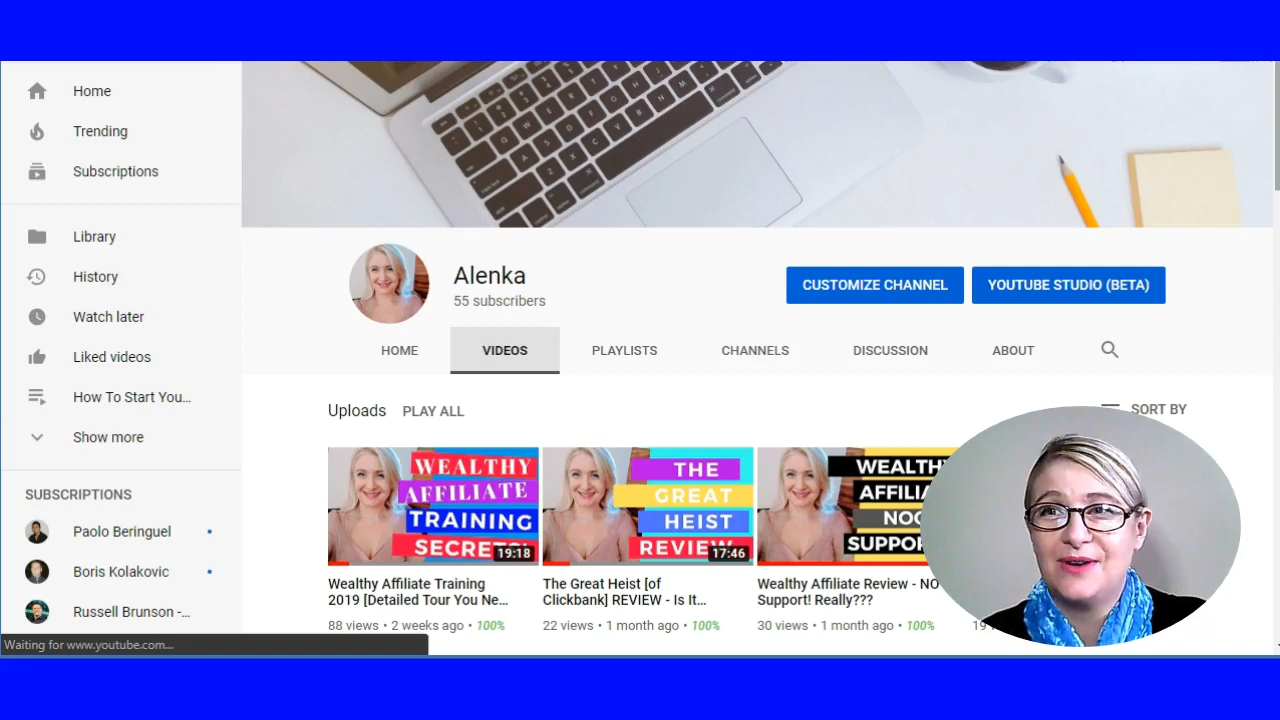 Home
Trending
Subscriptions
Library
History
Watch later
Liked videos
How To Start You...
Show more
SUBSCRIPTIONS
Paolo Beringuel
Boris Kolakovic
Russell Brunson -...
Waiting for www.youtube.com...
Alenka
55 subscribers
CUSTOMIZE CHANNEL
YOUTUBE STUDIO (BETA)
HOME VIDEOS PLAYLISTS CHANNELS DISCUSSION ABOUT
Uploads PLAY ALL
SORT BY
WEALTHY
AFFILIATE
TRAINING
SECRETS
19:18
Wealthy Affiliate Training
2019 [Detailed Tour You Ne...
88 views • 2 weeks ago • 100%
THE
GREAT
HEIST
REVIEW
17:46
The Great Heist [of
Clickbank] REVIEW - Is It...
22 views • 1 month ago • 100%
WEALTHY
AFFILIA
SUPPOR
Wealthy Affiliate Review - NO
Support! Really???
30 views • 1 month ago • 100%
19